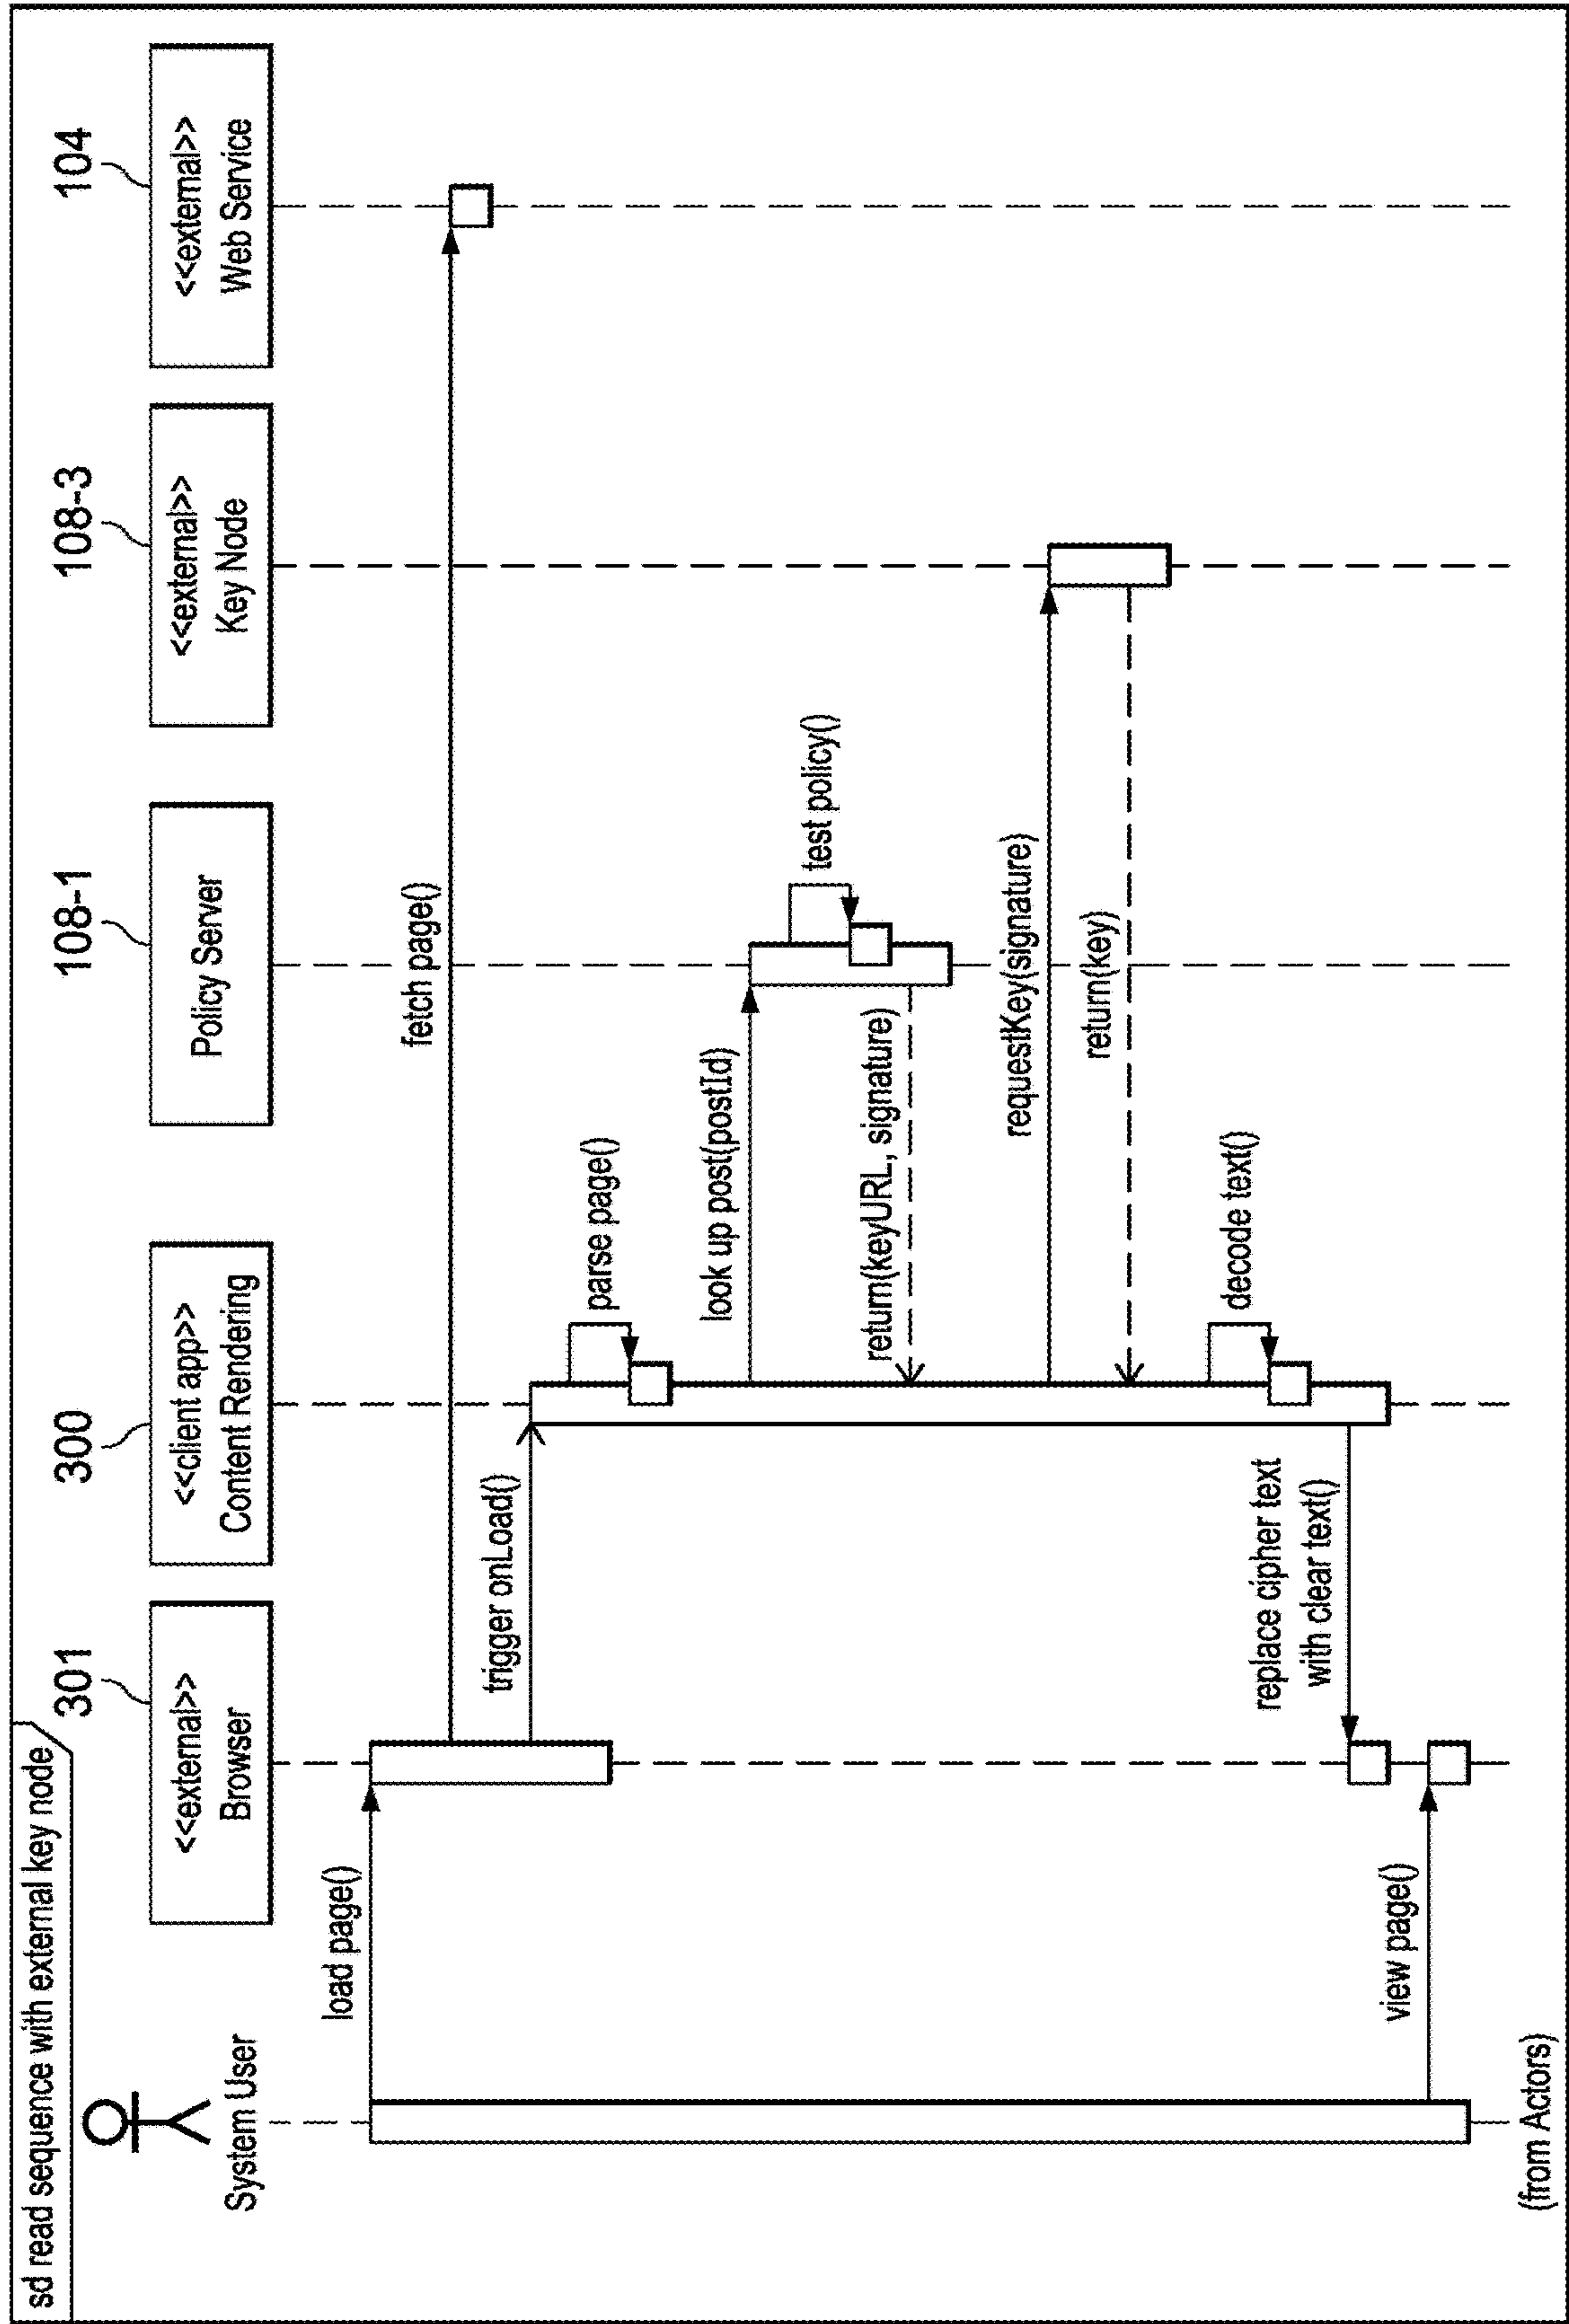 sd read sequence with external key node
System User
301
<<external>>
Browser
300
<<client app>>
Content Rendering
108-1
Policy Server
108-3
<<external>>
Key Node
104
<<external>>
Web Service
load page()
fetch page()
trigger onLoad()
parse page()
look up post(postId)
test policy()
return(keyURL, signature)
requestKey(signature)
return(key)
decode text()
replace cipher text
with clear text()
view page()
(from Actors)